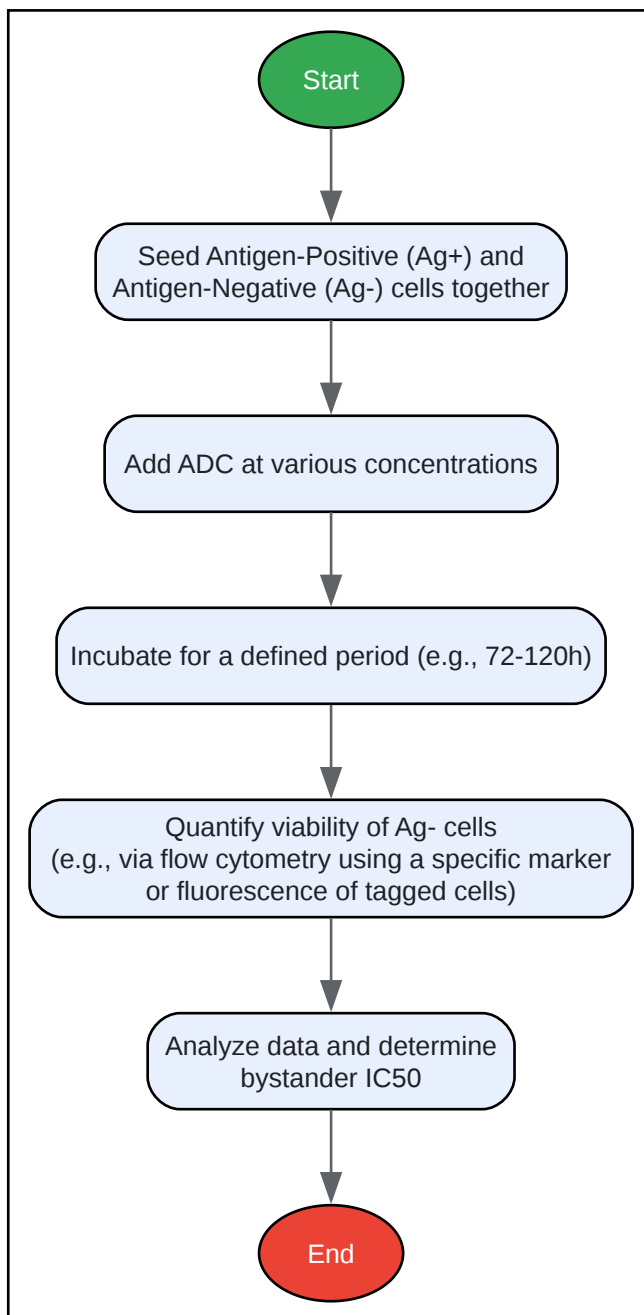 Start
Seed Antigen-Positive (Ag+) and
Antigen-Negative (Ag-) cells together
Add ADC at various concentrations
Incubate for a defined period (e.g., 72-120h)
Quantify viability of Ag- cells
(e.g., via flow cytometry using a specific marker
or fluorescence of tagged cells)
Analyze data and determine
bystander IC50
End